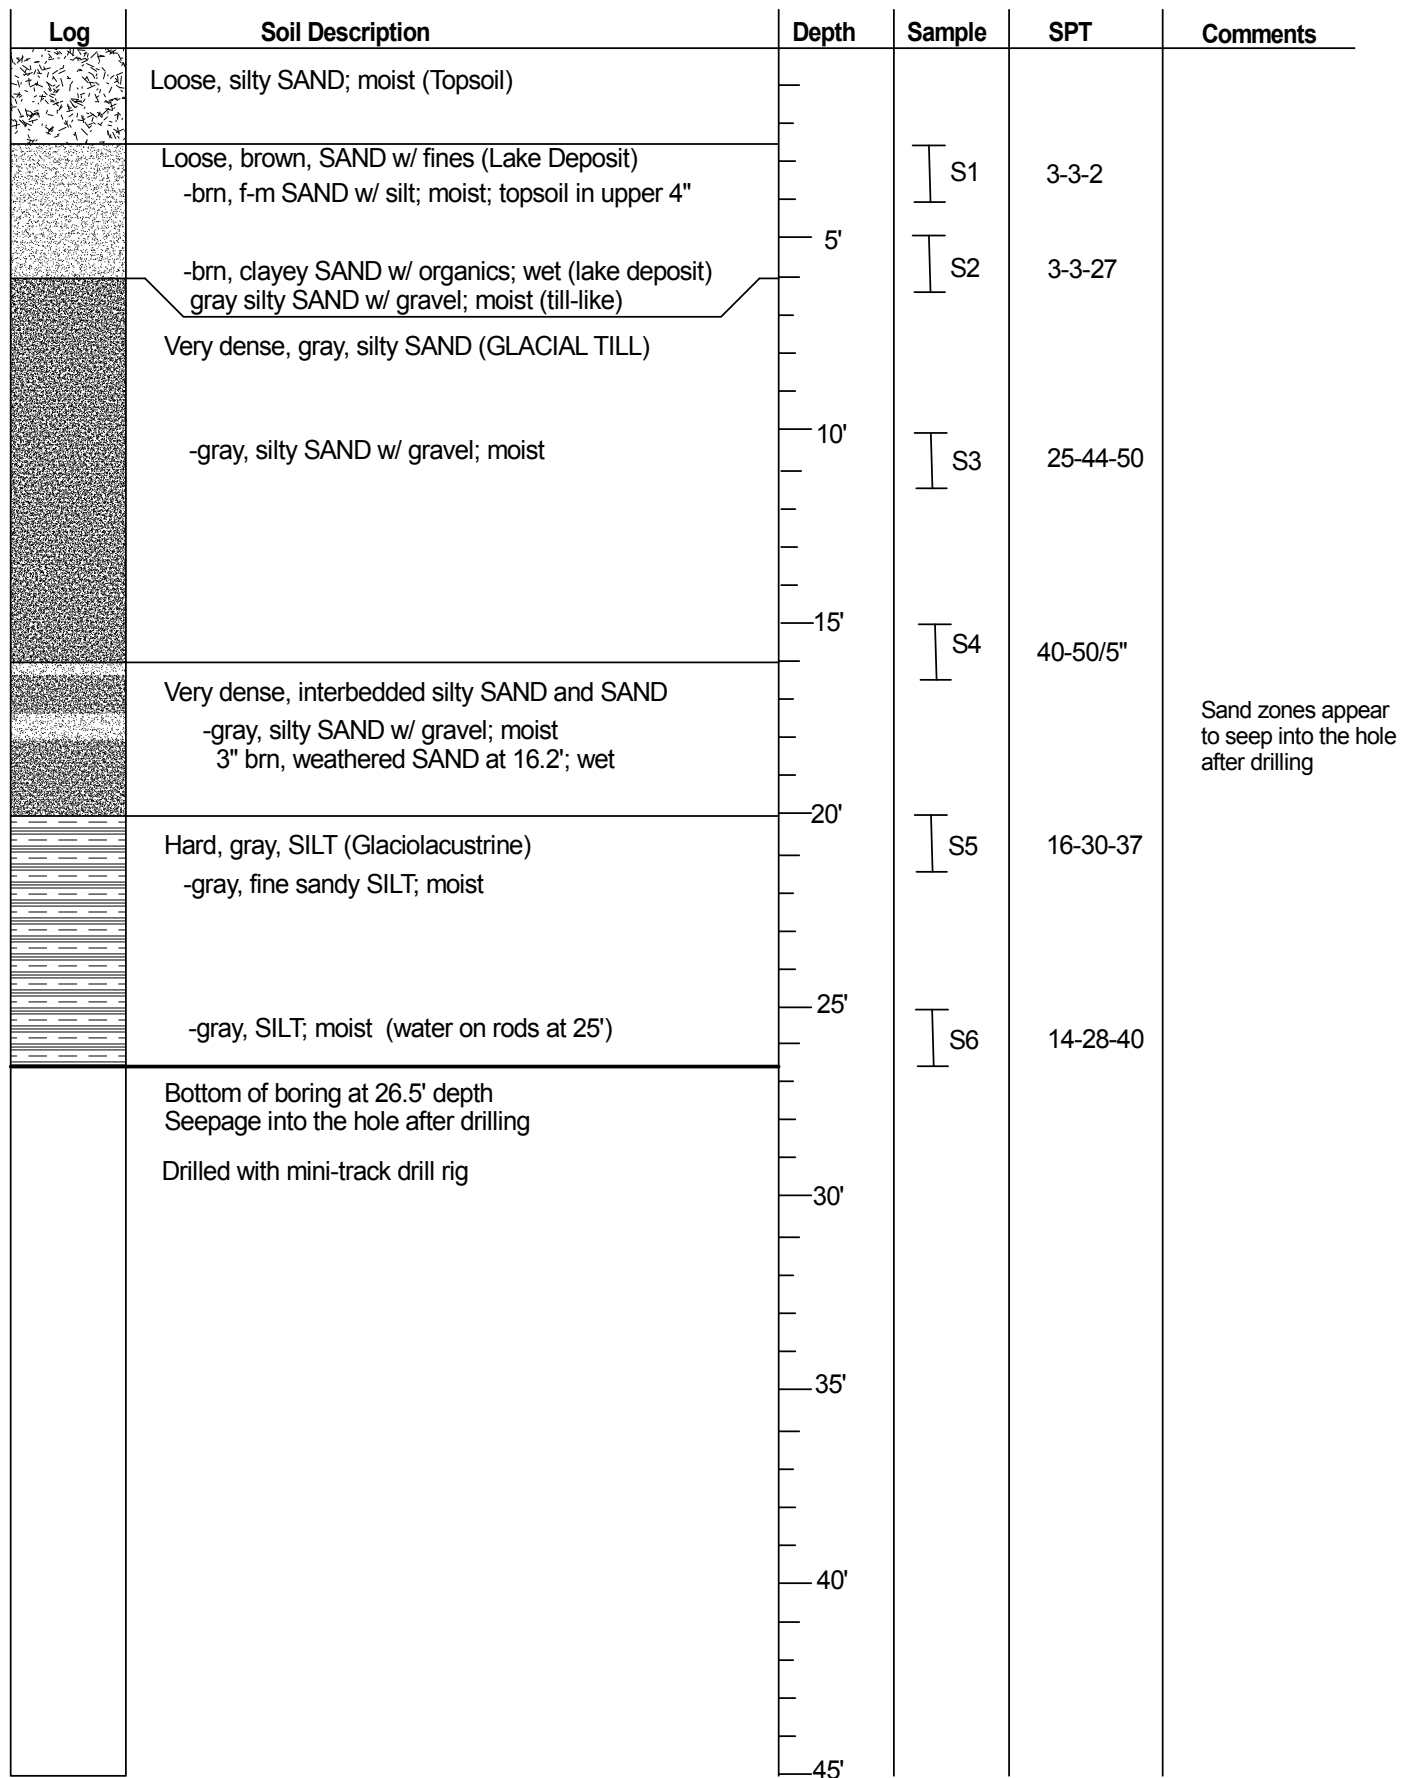 Log Soil Description Depth Sample SPT Comments
Loose, silty SAND; moist (Topsoil)
Loose, brown, SAND w/ fines (Lake Deposit)
-brn, f-m SAND w/ silt; moist; topsoil in upper 4" S1 3-3-2
5'
-brn, clayey SAND w/ organics; wet (lake deposit) S2 3-3-27
gray silty SAND w/ gravel; moist (till-like)
Very dense, gray, silty SAND (GLACIAL TILL)
10'
-gray, silty SAND w/ gravel; moist S3 25-44-50
15'
S4 40-50/5"
Very dense, interbedded silty SAND and SAND
-gray, silty SAND w/ gravel; moist
3" brn, weathered SAND at 16.2'; wet
Sand zones appear
to seep into the hole
after drilling
20'
Hard, gray, SILT (Glaciolacustrine) S5 16-30-37
-gray, fine sandy SILT; moist
25'
-gray, SILT; moist (water on rods at 25') S6 14-28-40
Bottom of boring at 26.5' depth
Seepage into the hole after drilling
Drilled with mini-track drill rig
30'
35'
40'
45'